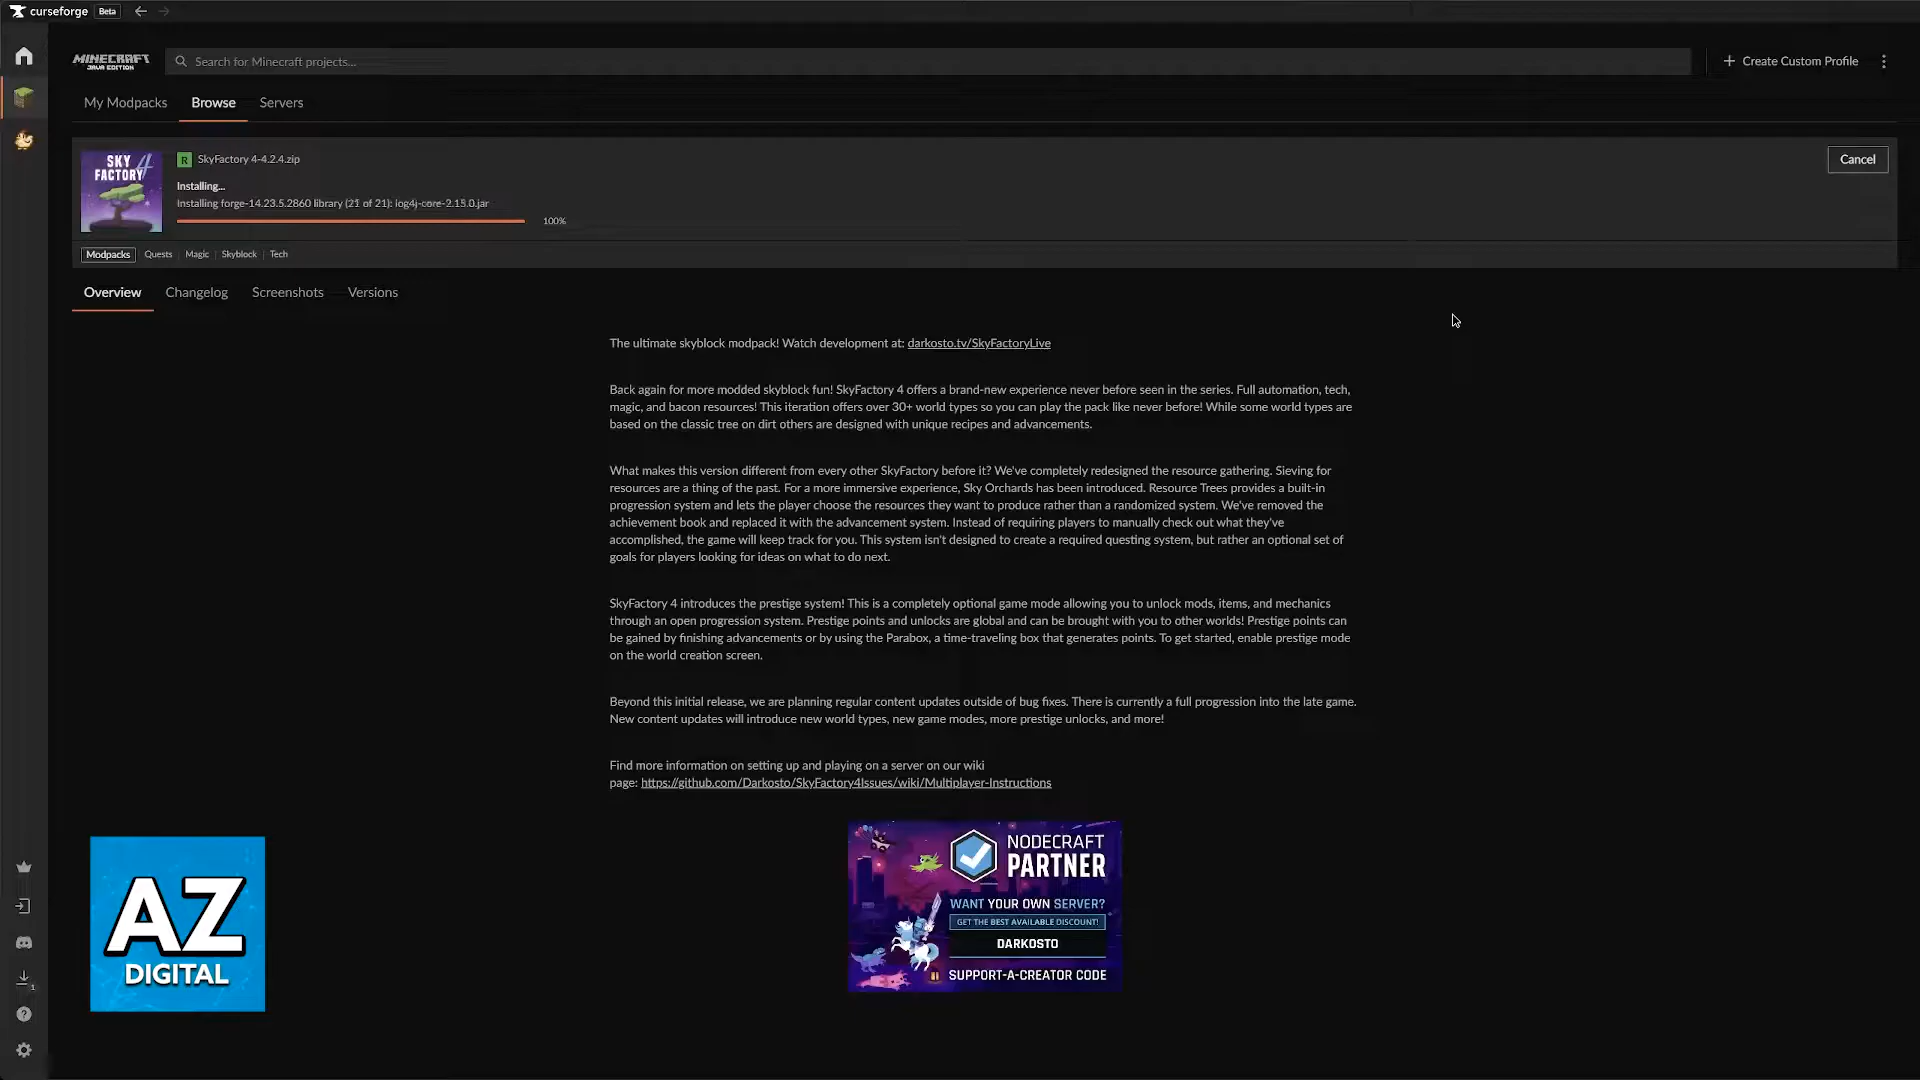 curseforge Beta
MINECRAFT
JAVA EDITION
Search for Minecraft projects...
Create Custom Profile
My Modpacks
Browse
Servers
SKY
FACTORY 4
R SkyFactory 4-4.2.4.zip
Cancel
Installing...
Installing forge-14.23.5.2860 library (21 of 21): log4j-core-2.15.0.jar
100%
Modpacks Quests Magic Skyblock Tech
Overview
Changelog
Screenshots
Versions
The ultimate skyblock modpack! Watch development at: darkosto.tv/SkyFactoryLive
Back again for more modded skyblock fun! SkyFactory 4 offers a brand-new experience never before seen in the series. Full automation, tech,
magic, and bacon resources! This iteration offers over 30+ world types so you can play the pack like never before! While some world types are
based on the classic tree on dirt others are designed with unique recipes and advancements.
What makes this version different from every other SkyFactory before it? We've completely redesigned the resource gathering. Sieving for
resources are a thing of the past. For a more immersive experience, Sky Orchards has been introduced. Resource Trees provides a built-in
progression system and lets the player choose the resources they want to produce rather than a randomized system. We've removed the
achievement book and replaced it with the advancement system. Instead of requiring players to manually check out what they've
accomplished, the game will keep track for you. This system isn't designed to create a required questing system, but rather an optional set of
goals for players looking for ideas on what to do next.
SkyFactory 4 introduces the prestige system! This is a completely optional game mode allowing you to unlock mods, items, and mechanics
through an open progression system. Prestige points and unlocks are global and can be brought with you to other worlds! Prestige points can
be gained by finishing advancements or by using the Parabox, a time-traveling box that generates points. To get started, enable prestige mode
on the world creation screen.
Beyond this initial release, we are planning regular content updates outside of bug fixes. There is currently a full progression into the late game.
New content updates will introduce new world types, new game modes, more prestige unlocks, and more!
Find more information on setting up and playing on a server on our wiki
page: https://github.com/Darkosto/SkyFactory4Issues/wiki/Multiplayer-Instructions
NODECRAFT
PARTNER
WANT YOUR OWN SERVER?
GET THE BEST AVAILABLE DISCOUNT!
DARKOSTO
SUPPORT-A-CREATOR CODE
AZ
DIGITAL
1